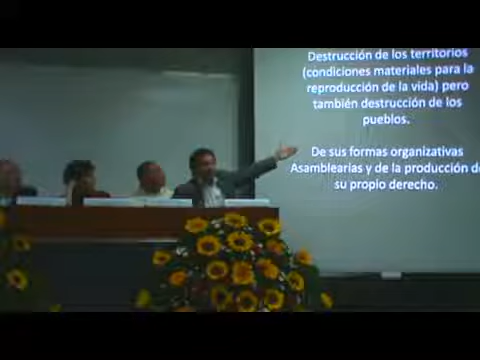 Destrucción de los territorios
(condiciones materiales para la
reproducción de la vida) pero
también destrucción de los
pueblos.
De sus formas organizativas
Asamblearias y de la producción de
su propio derecho.